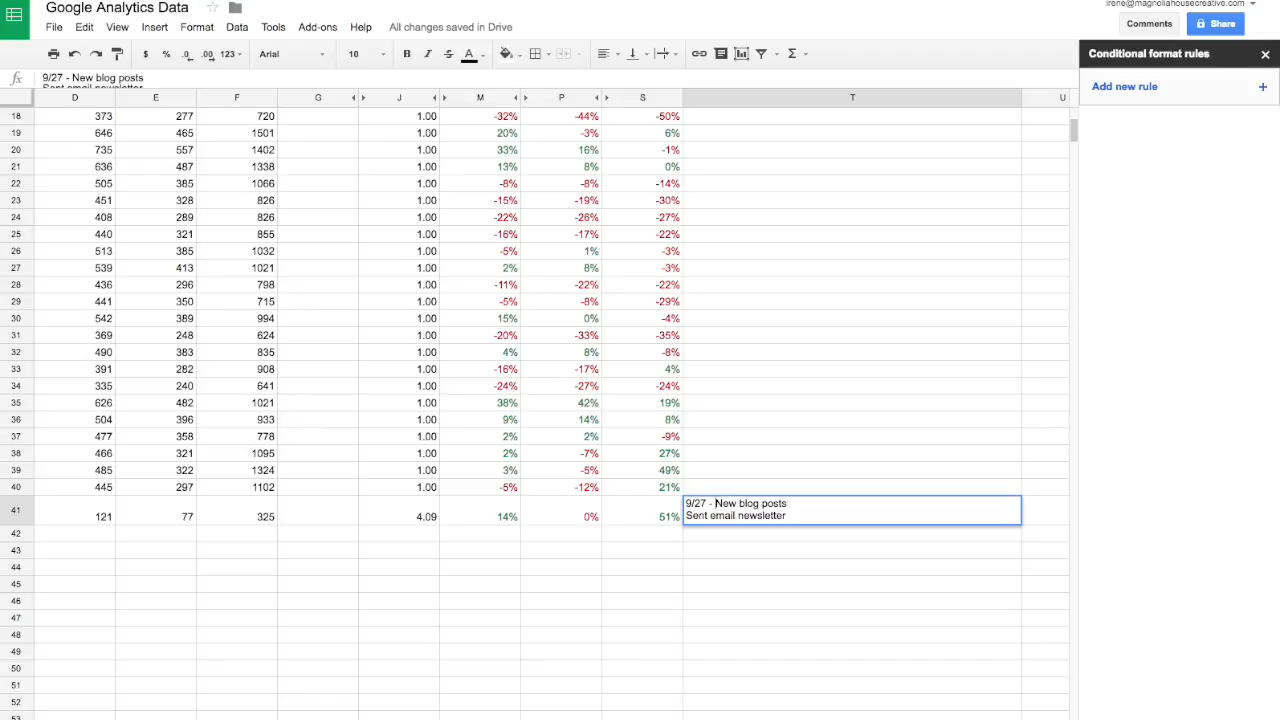 Google Analytics Data
irene@magnoliahousecreative.com
File Edit View Insert Format Data Tools Add-ons Help All changes saved in Drive
Comments
Share
$ % .0 .00 123 Arial 10 B I S A Σ
Conditional format rules
Add new rule +
fx 9/27 - New blog posts
Sent email newsletter
D E F G J M P S T U
18 373 277 720 1.00 -32% -44% -50%
19 646 465 1501 1.00 20% -3% 6%
20 735 557 1402 1.00 33% 16% -1%
21 636 487 1338 1.00 13% 8% 0%
22 505 385 1066 1.00 -8% -8% -14%
23 451 328 826 1.00 -15% -19% -30%
24 408 289 826 1.00 -22% -26% -27%
25 440 321 855 1.00 -16% -17% -22%
26 513 385 1032 1.00 -5% 1% -3%
27 539 413 1021 1.00 2% 8% -3%
28 436 296 798 1.00 -11% -22% -22%
29 441 350 715 1.00 -5% -8% -29%
30 542 389 994 1.00 15% 0% -4%
31 369 248 624 1.00 -20% -33% -35%
32 490 383 835 1.00 4% 8% -8%
33 391 282 908 1.00 -16% -17% 4%
34 335 240 641 1.00 -24% -27% -24%
35 626 482 1021 1.00 38% 42% 19%
36 504 396 933 1.00 9% 14% 8%
37 477 358 778 1.00 2% 2% -9%
38 466 321 1095 1.00 2% -7% 27%
39 485 322 1324 1.00 3% -5% 49%
40 445 297 1102 1.00 -5% -12% 21%
41 121 77 325 4.09 14% 0% 51%
9/27 - New blog posts
Sent email newsletter
42
43
44
45
46
47
48
49
50
51
52
53